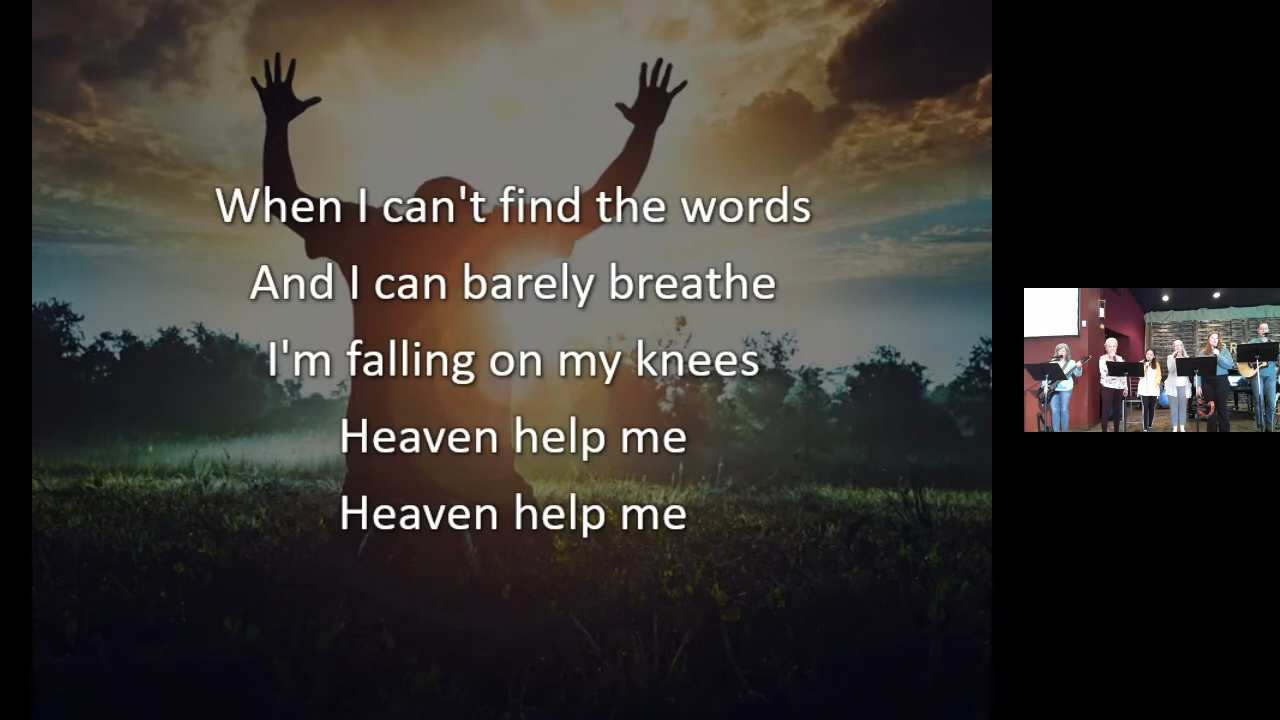 When I can't find the words
And I can barely breathe
I'm falling on my knees
Heaven help me
Heaven help me